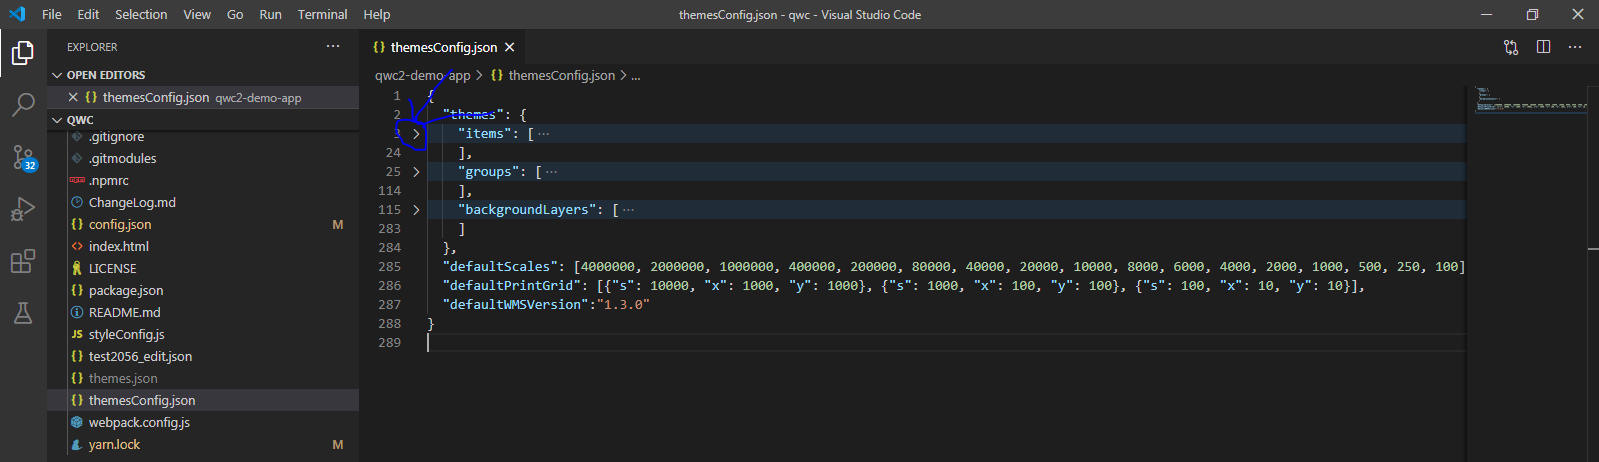 File Edit Selection View Go Run Terminal Help themesConfig.json - qwc - Visual Studio Code
EXPLORER
OPEN EDITORS
themesConfig.json qwc2-demo-app
QWC
.gitignore
.gitmodules
.npmrc
ChangeLog.md
config.json M
index.html
LICENSE
package.json
README.md
styleConfig.js
test2056_edit.json
themes.json
themesConfig.json
webpack.config.js
yarn.lock M
32
themesConfig.json
qwc2-demo-app > themesConfig.json > ...
1 {
2 "themes": {
3 "items": [ ...
24 ],
25 "groups": [ ...
114 ],
115 "backgroundLayers": [ ...
283 ]
284 },
285 "defaultScales": [4000000, 2000000, 1000000, 400000, 200000, 80000, 40000, 20000, 10000, 8000, 6000, 4000, 2000, 1000, 500, 250, 100]
286 "defaultPrintGrid": [{"s": 10000, "x": 1000, "y": 1000}, {"s": 1000, "x": 100, "y": 100}, {"s": 100, "x": 10, "y": 10}],
287 "defaultWMSVersion":"1.3.0"
288 }
289